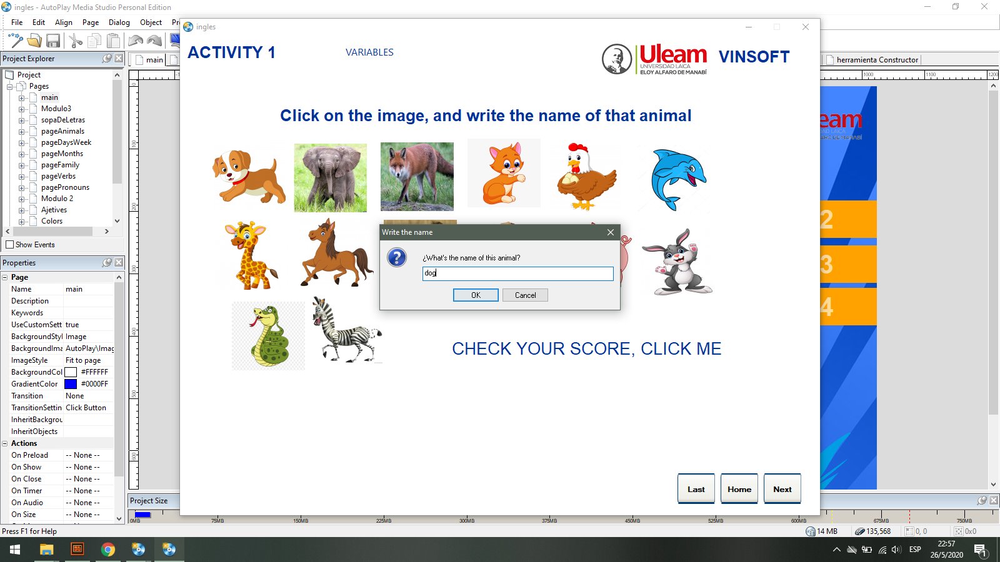 ingles - AutoPlay Media Studio Personal Edition
File Edit Align Page Dialog Object
Project Explorer
Project
Pages
main
Modulo3
sopaDeLetras
pageAnimals
pageDaysWeek
pageMonths
pageFamily
pageVerbs
pagePronouns
Modulo 2
Ajetives
Colors
Show Events
Properties
Page
Name main
Description
Keywords
UseCustomSett true
BackgroundStyl Image
BackgroundIma AutoPlay\Imag
ImageStyle Fit to page
BackgroundCol #FFFFFF
GradientColor #0000FF
Transition None
TransitionSettin Click Button
InheritBackgrou
InheritObjects
Actions
On Preload -- None --
On Show -- None --
On Close -- None --
On Timer -- None --
On Audio -- None --
On Size -- None --
main
herramienta Constructor
1000 1100 1200
0
100
200
300
400
500
600
ingles
ACTIVITY 1
VARIABLES
Uleam
UNIVERSIDAD LAICA
ELOY ALFARO DE MANABÍ
VINSOFT
Click on the image, and write the name of that animal
Write the name
¿What's the name of this animal?
dog
OK Cancel
CHECK YOUR SCORE, CLICK ME
Last Home Next
eam
2
3
4
Project Size
0MB 75MB 150MB 225MB 300MB 375MB 450MB 525MB 600MB 675MB 750MB
Press F1 for Help
14 MB 135,568 0, 0 0x0
ESP
22:57
26/5/2020
1